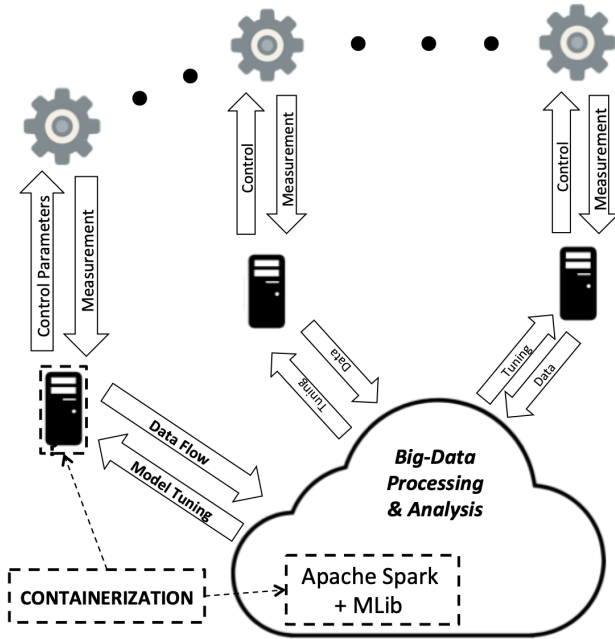 Control
Measurement
Control
Measurement
Control Parameters
Measurement
Tuning
Data
Data
Tuning
Data Flow
Model Tuning
Big-Data
Processing
& Analysis
CONTAINERIZATION
Apache Spark
+ MLib